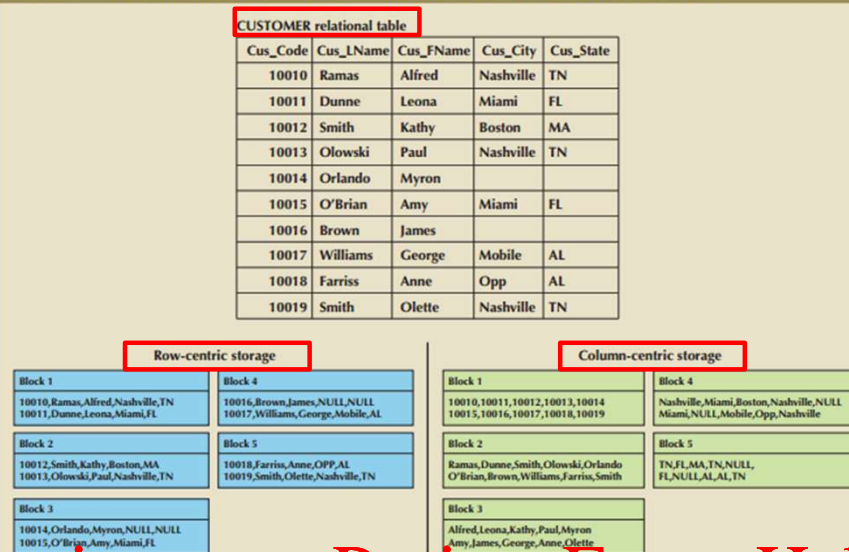 CUSTOMER relational table
Cus_Code Cus_LName Cus_FName Cus_City Cus_State
10010 Ramas Alfred Nashville TN
10011 Dunne Leona Miami FL
10012 Smith Kathy Boston MA
10013 Olowski Paul Nashville TN
10014 Orlando Myron
10015 O'Brian Amy Miami FL
10016 Brown James
10017 Williams George Mobile AL
10018 Farriss Anne Opp AL
10019 Smith Olette Nashville TN
Row-centric storage
Block 1
10010,Ramas,Alfred,Nashville,TN
10011,Dunne,Leona,Miami,FL
Block 4
10016,Brown,James,NULL,NULL
10017,Williams,George,Mobile,AL
Block 2
10012,Smith,Kathy,Boston,MA
10013,Olowski,Paul,Nashville,TN
Block 5
10018,Farriss,Anne,OPP,AL
10019,Smith,Olette,Nashville,TN
Block 3
10014,Orlando,Myron,NULL,NULL
10015,O'Brian,Amy,Miami,FL
Column-centric storage
Block 1
10010,10011,10012,10013,10014
10015,10016,10017,10018,10019
Block 4
Nashville,Miami,Boston,Nashville,NULL
Miami,NULL,Mobile,Opp,Nashville
Block 2
Ramas,Dunne,Smith,Olowski,Orlando
O'Brian,Brown,Williams,Farriss,Smith
Block 5
TN,FL,MA,TN,NULL,
FL,NULL,AL,AL,TN
Block 3
Alfred,Leona,Kathy,Paul,Myron
Amy,James,George,Anne,Olette